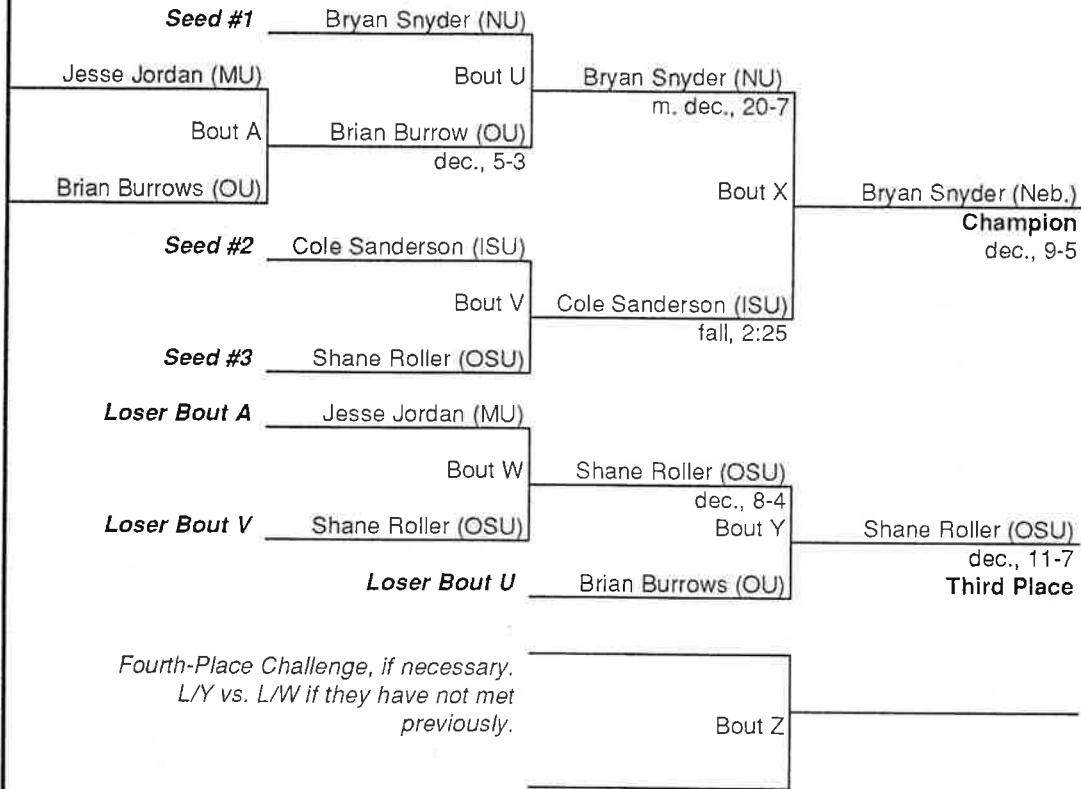 Seed #1 Bryan Snyder (NU)
Jesse Jordan (MU)
Bout U
Bryan Snyder (NU)
m. dec., 20-7
Bout A
Brian Burrow (OU)
dec., 5-3
Brian Burrows (OU)
Bout X
Bryan Snyder (Neb.)
Champion
dec., 9-5
Seed #2 Cole Sanderson (ISU)
Bout V
Cole Sanderson (ISU)
fall, 2:25
Seed #3 Shane Roller (OSU)
Loser Bout A Jesse Jordan (MU)
Bout W
Shane Roller (OSU)
dec., 8-4
Loser Bout V Shane Roller (OSU)
Bout Y
Shane Roller (OSU)
dec., 11-7
Third Place
Loser Bout U Brian Burrows (OU)
Fourth-Place Challenge, if necessary.
L/Y vs. L/W if they have not met
previously.
Bout Z